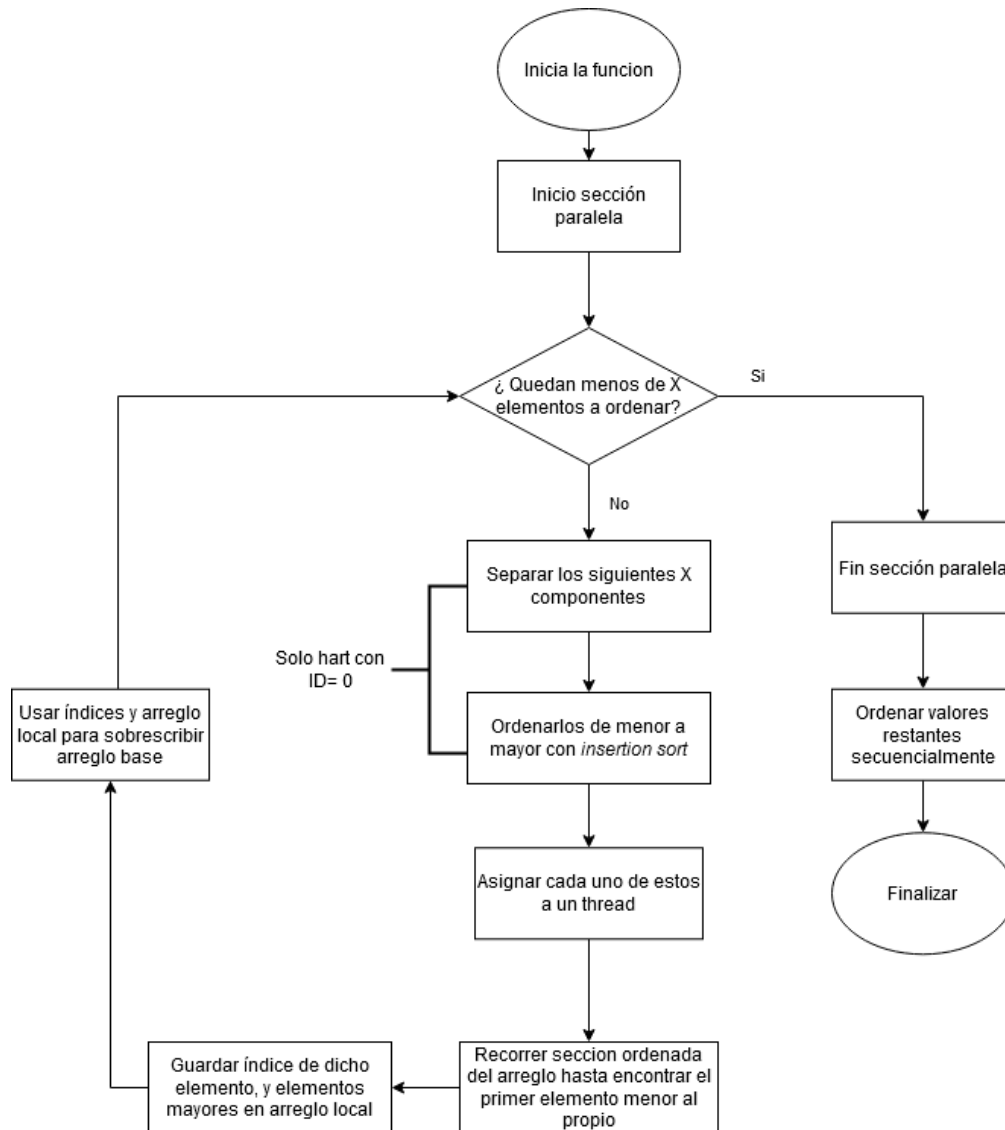 Inicia la funcion
Inicio sección
paralela
¿ Quedan menos de X
elementos a ordenar?
Si
No
Separar los siguientes X
componentes
Fin sección paralela
Solo hart con
ID= 0
Ordenarlos de menor a
mayor con insertion sort
Usar índices y arreglo
local para sobrescribir
arreglo base
Ordenar valores
restantes
secuencialmente
Asignar cada uno de estos
a un thread
Finalizar
Recorrer seccion ordenada
del arreglo hasta encontrar el
primer elemento menor al
propio
Guardar índice de dicho
elemento, y elementos
mayores en arreglo local